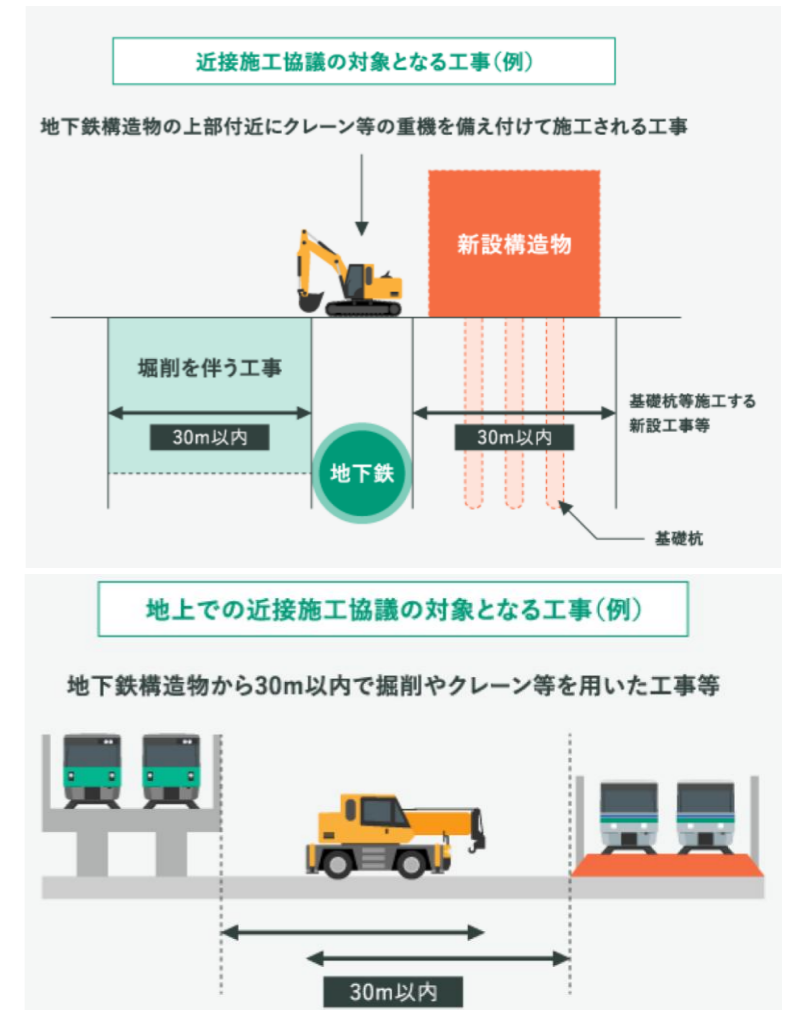 近接施工協議の対象となる工事(例)
地下鉄構造物の上部付近にクレーン等の重機を備え付けて施工される工事
新設構造物
堀削を伴う工事
基礎杭等施工する
新設工事等
30m以内
30m以内
地下鉄
基礎杭
地上での近接施工協議の対象となる工事(例)
地下鉄構造物から30m以内で掘削やクレーン等を用いた工事等
30m以内